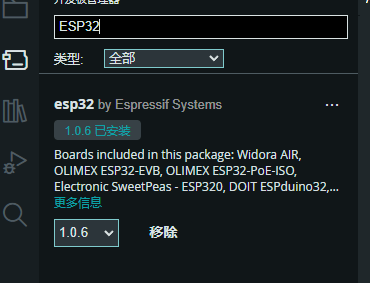 开发板管理器
ESP32
类型: 全部
esp32 by Espressif Systems
1.0.6 已安装
Boards included in this package: Widora AIR,
OLIMEX ESP32-EVB, OLIMEX ESP32-PoE-ISO,
Electronic SweetPeas - ESP320, DOIT ESPduino32,...
更多信息
1.0.6 移除